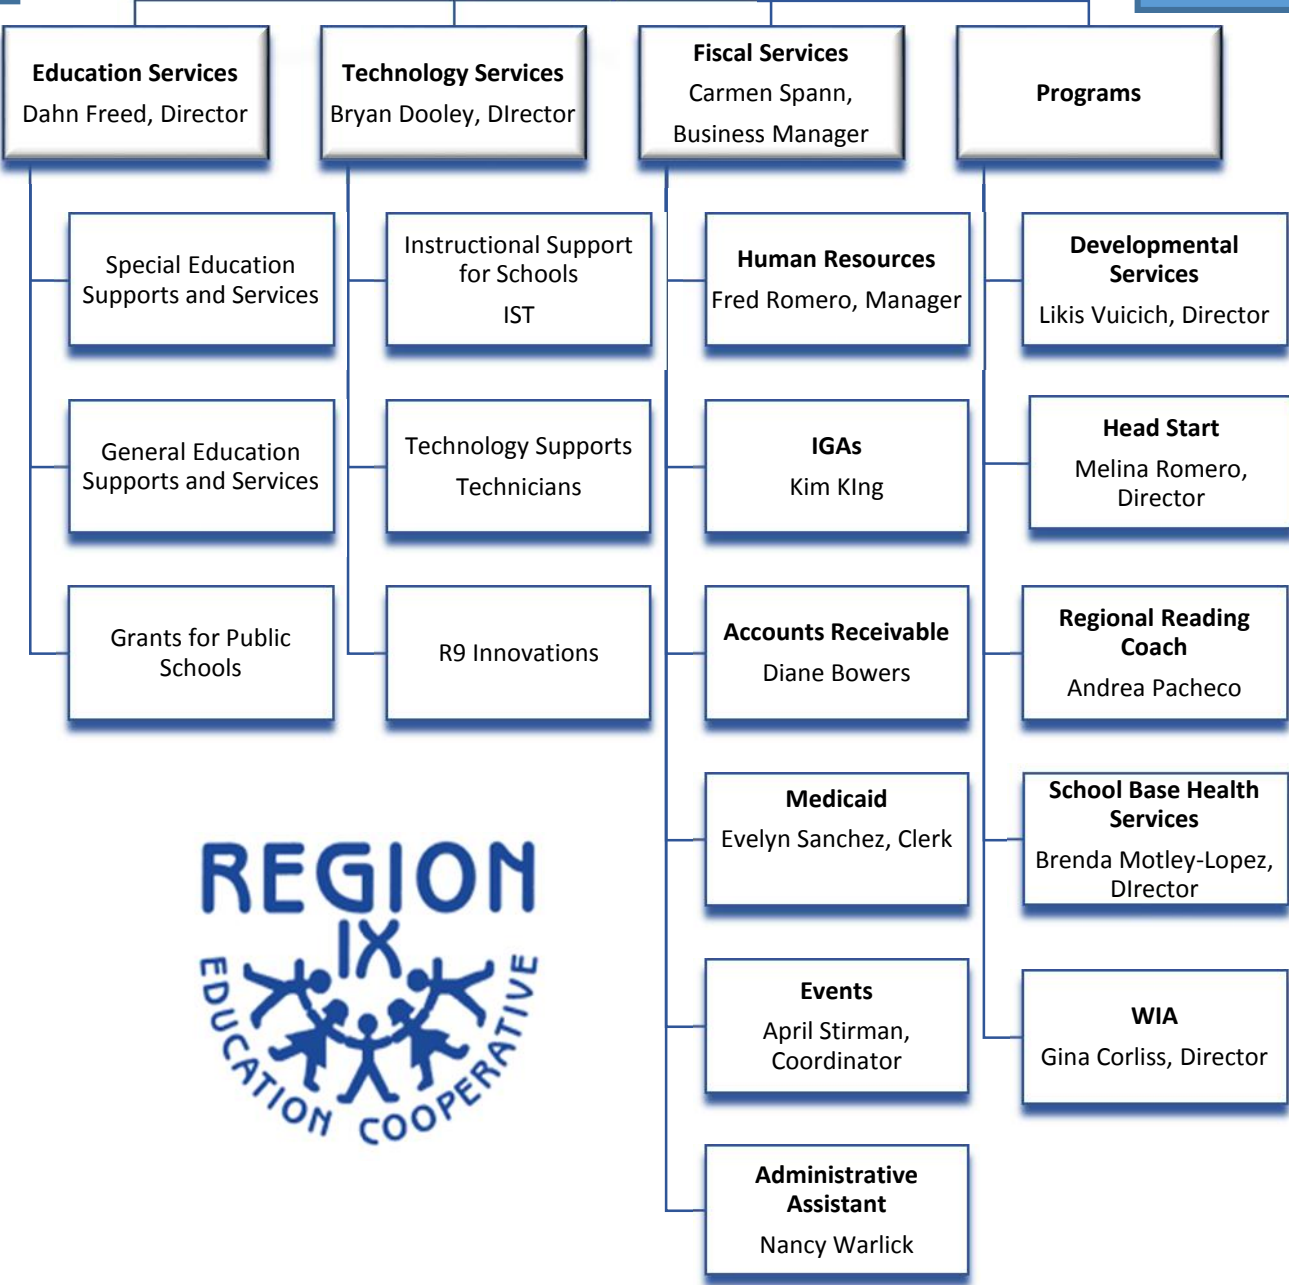 Education Services
Dahn Freed, Director
Technology Services
Bryan Dooley, DIrector
Fiscal Services
Carmen Spann,
Business Manager
Programs
Special Education
Supports and Services
General Education
Supports and Services
Grants for Public
Schools
Instructional Support
for Schools
IST
Technology Supports
Technicians
R9 Innovations
Human Resources
Fred Romero, Manager
IGAs
Kim KIng
Accounts Receivable
Diane Bowers
Medicaid
Evelyn Sanchez, Clerk
Events
April Stirman,
Coordinator
Administrative
Assistant
Nancy Warlick
Developmental
Services
Likis Vuicich, Director
Head Start
Melina Romero,
Director
Regional Reading
Coach
Andrea Pacheco
School Base Health
Services
Brenda Motley-Lopez,
DIrector
WIA
Gina Corliss, Director
REGION
IX
EDUCATION COOPERATIVE